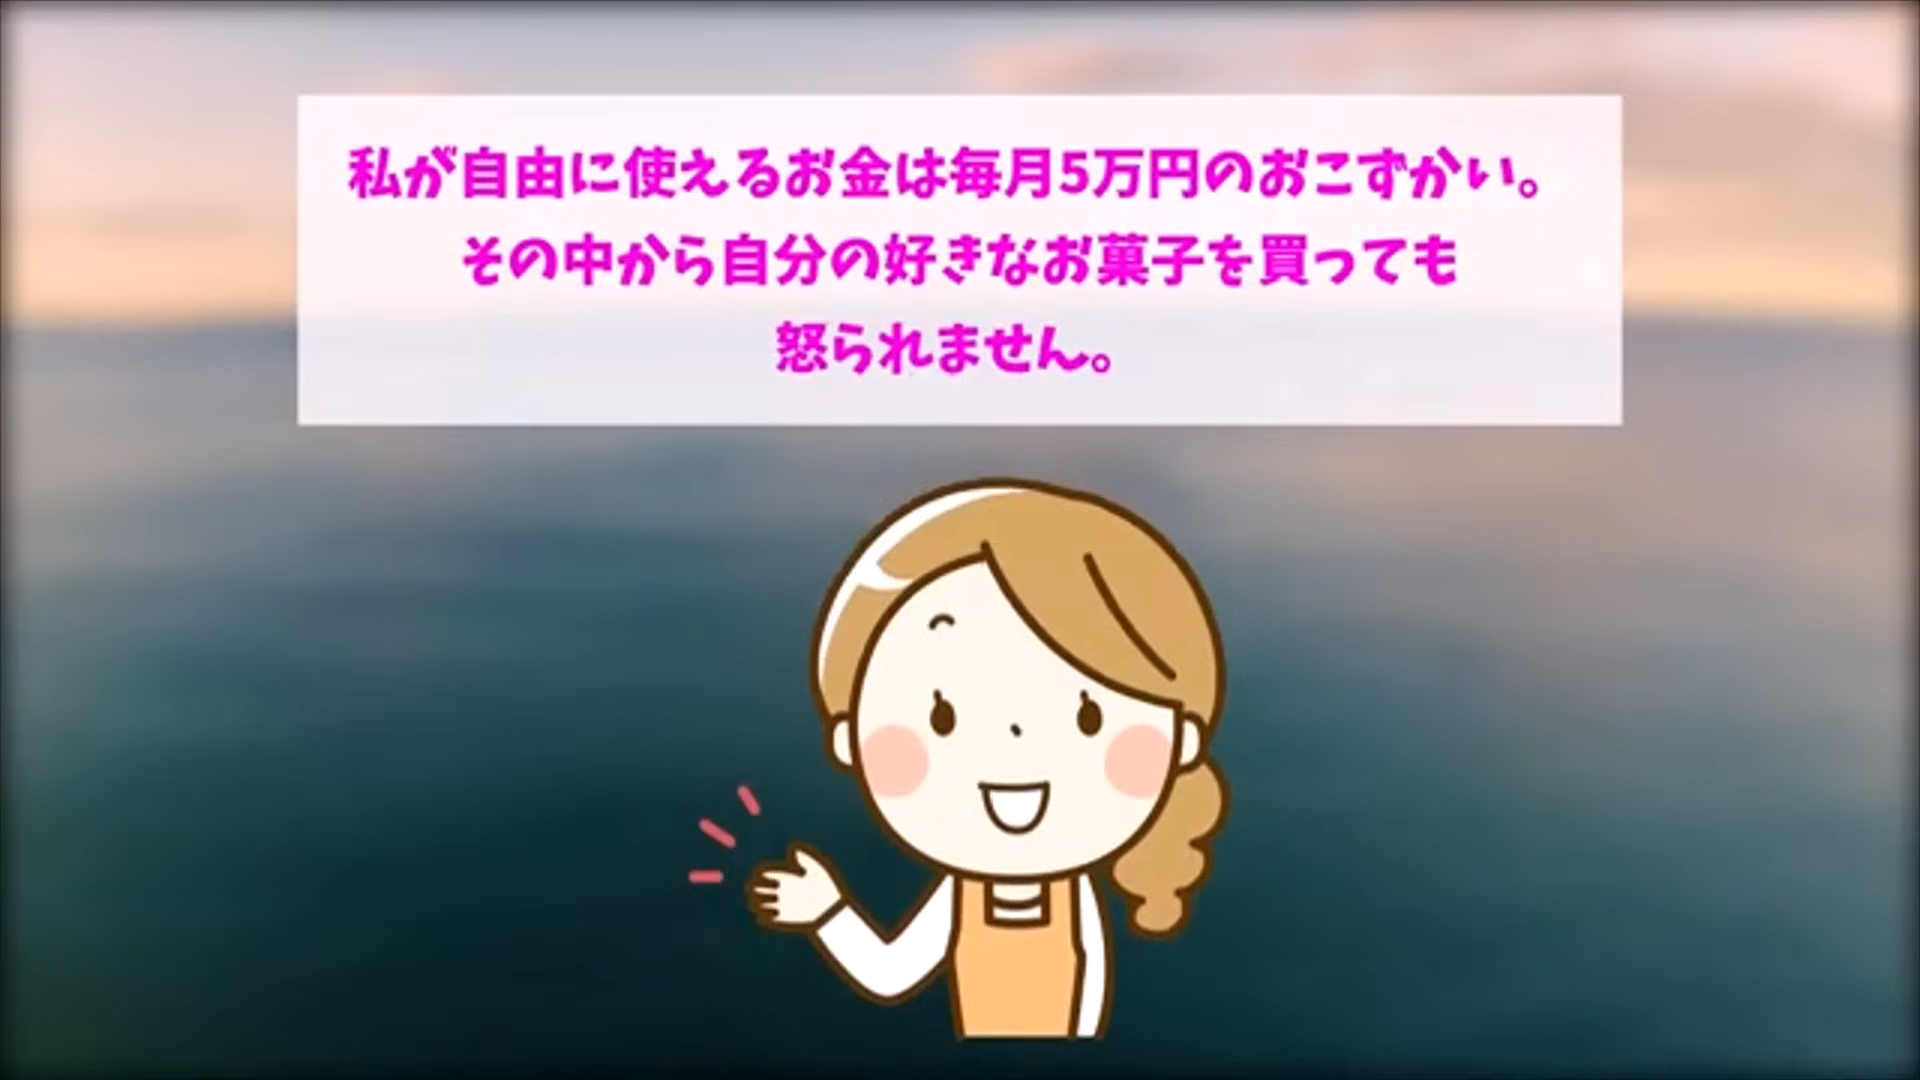 私が自由に使えるお金は毎月5万円のおこずかい。
その中から自分の好きなお菓子を買っても
怒られません。